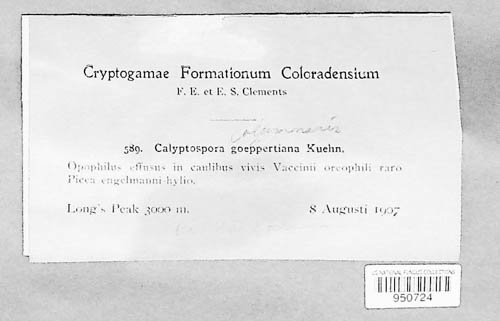 Cryptogamae Formationum Coloradensium
F. E. et E. S. Clements
columnaris
589. Calyptospora goeppertiana Kuehn.
Opophilus effusus in caulibus vivis Vaccinii oreophili raro
Picea engelmanni-hylio.
Long's Peak 3000 m. 8 Augusti 1907
US NATIONAL FUNGUS COLLECTIONS
950724